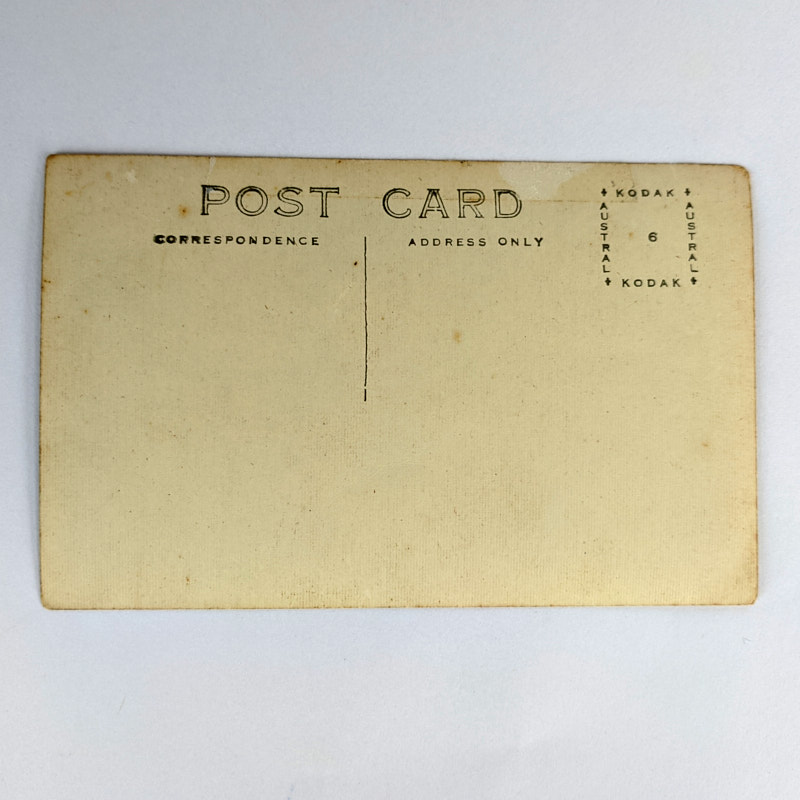 POST CARD
CORRESPONDENCE
ADDRESS ONLY
KODAK
AUSTRAL
6
AUSTRAL
KODAK